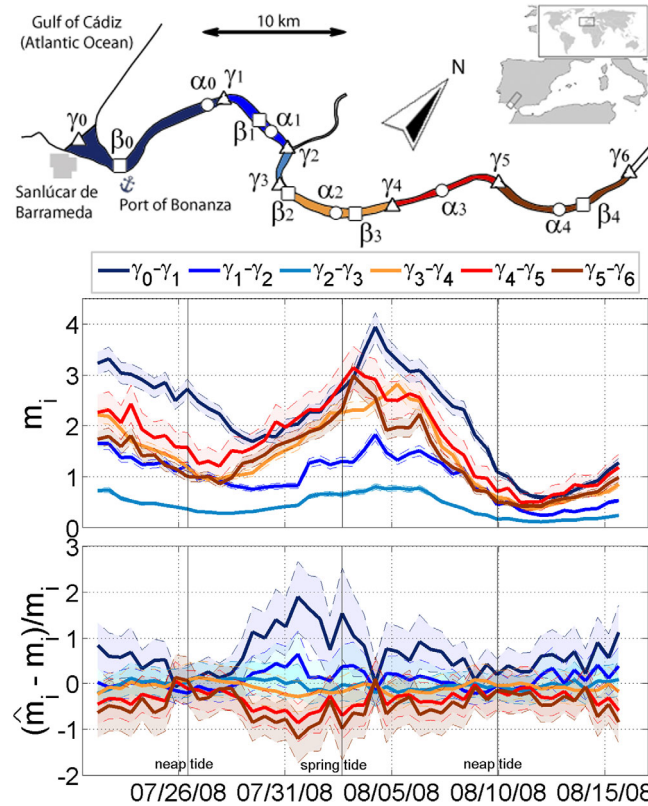 Gulf of Cádiz
(Atlantic Ocean)
10 km
N
γ0
β0
α0
γ1
β1
α1
γ2
γ3
β2
α2
β3
γ4
α3
γ5
α4
β4
γ6
Sanlúcar de
Barrameda
Port of Bonanza
γ0-γ1 γ1-γ2 γ2-γ3 γ3-γ4 γ4-γ5 γ5-γ6
4
3
2
1
0
mi
3
2
1
0
-1
-2
(m̂i - mi)/mi
neap tide spring tide neap tide
07/26/08 07/31/08 08/05/08 08/10/08 08/15/08